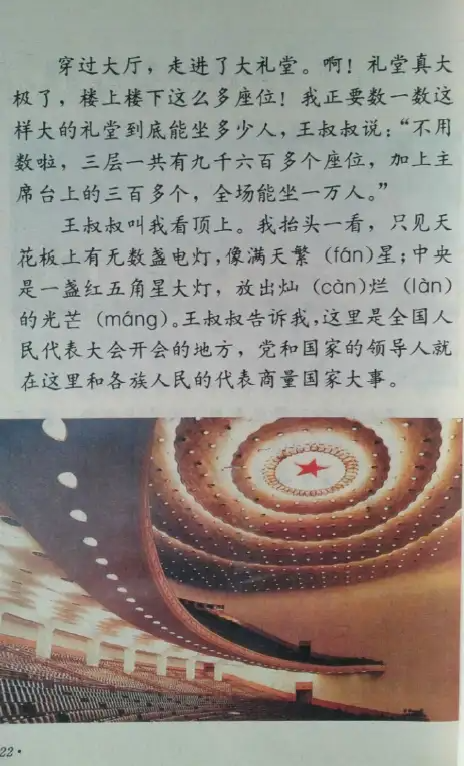 穿过大厅，走进了大礼堂。啊！礼堂真大
极了，楼上楼下这么多座位！我正要数一数这
样大的礼堂到底能坐多少人，王叔叔说：“不用
数啦，三层一共有九千六百多个座位，加上主
席台上的三百多个，全场能坐一万人。”
王叔叔叫我看顶上。我抬头一看，只见天
花板上有无数盏电灯，像满天繁（fán）星；中央
是一盏红五角星大灯，放出灿（càn）烂（làn）
的光芒（máng）。王叔叔告诉我，这里是全国人
民代表大会开会的地方，党和国家的领导人就
在这里和各族人民的代表商量国家大事。
22·